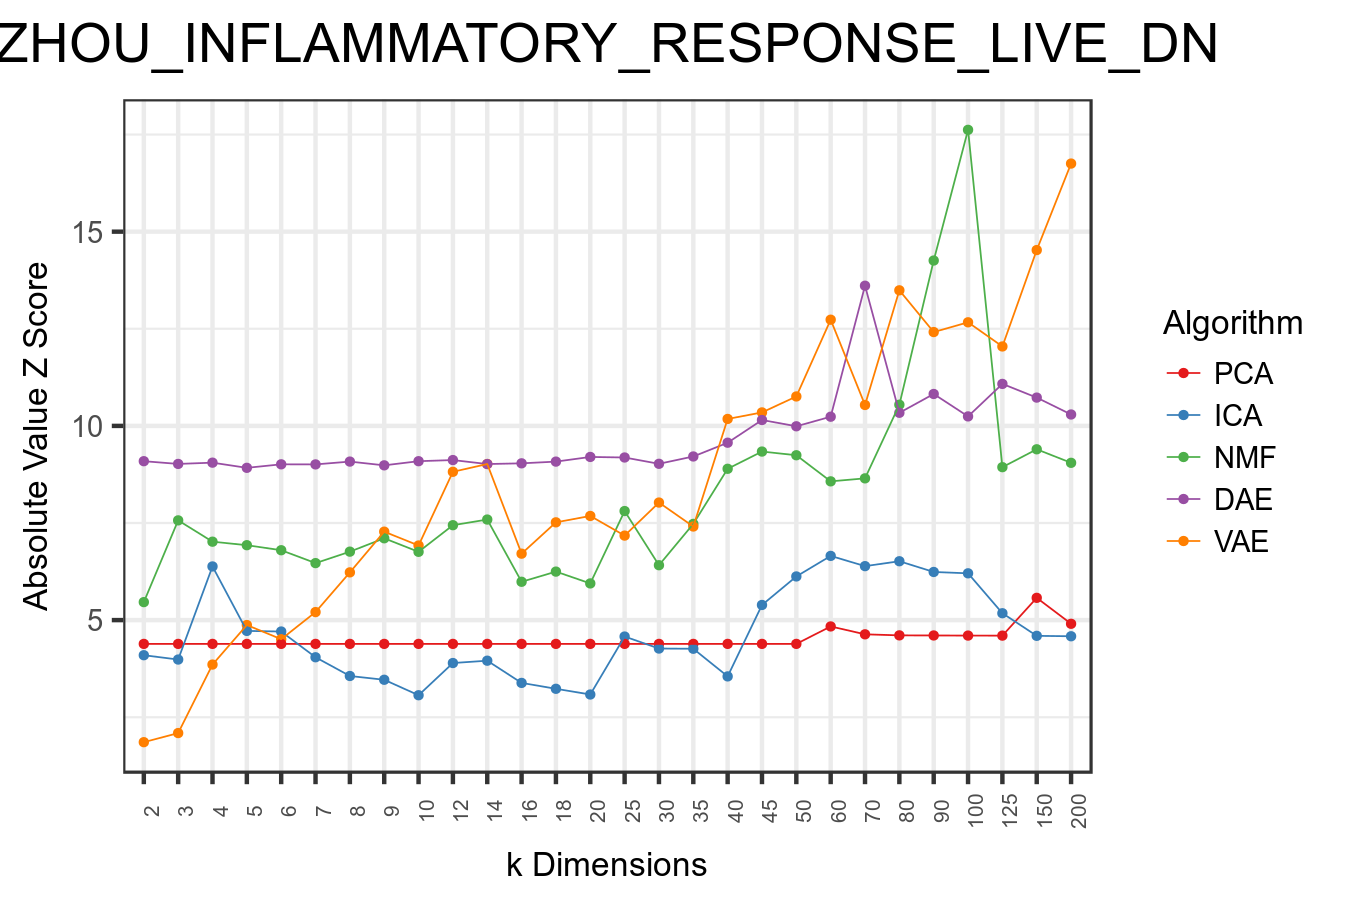 ZHOU_INFLAMMATORY_RESPONSE_LIVE_DN
Absolute Value Z Score
15
10
5
2 3 4 5 6 7 8 9 10 12 14 16 18 20 25 30 35 40 45 50 60 70 80 90 100 125 150 200
k Dimensions
Algorithm
PCA
ICA
NMF
DAE
VAE